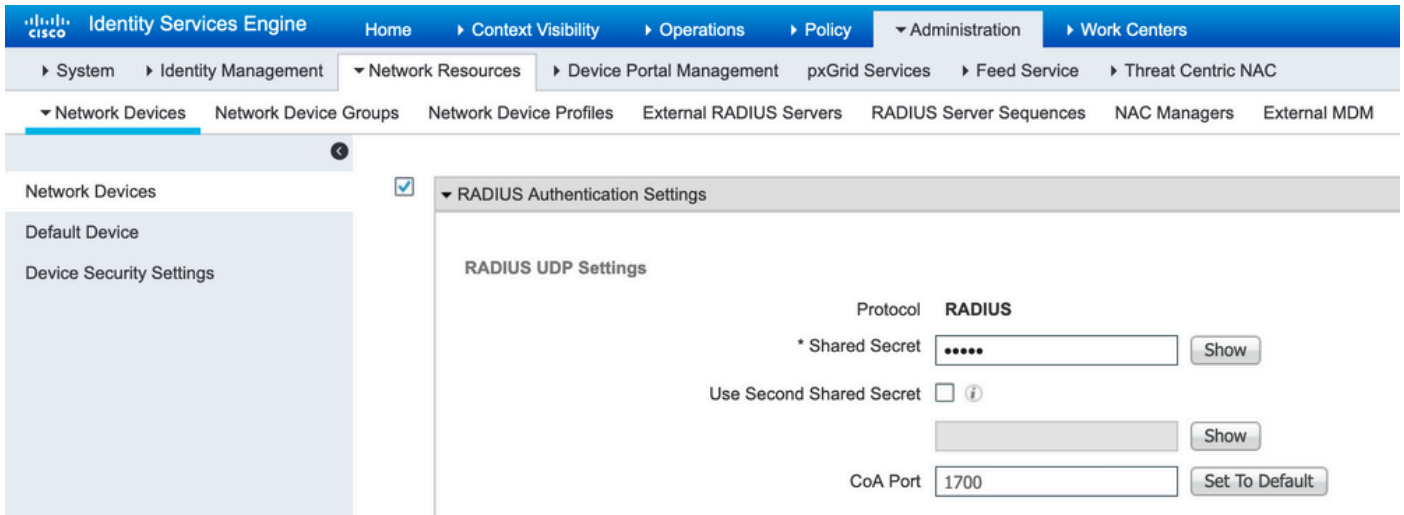 cisco Identity Services Engine Home Context Visibility Operations Policy Administration Work Centers
System Identity Management Network Resources Device Portal Management pxGrid Services Feed Service Threat Centric NAC
Network Devices Network Device Groups Network Device Profiles External RADIUS Servers RADIUS Server Sequences NAC Managers External MDM
Network Devices
Default Device
Device Security Settings
RADIUS Authentication Settings
RADIUS UDP Settings
Protocol RADIUS
* Shared Secret ••••• Show
Use Second Shared Secret i
Show
CoA Port 1700 Set To Default